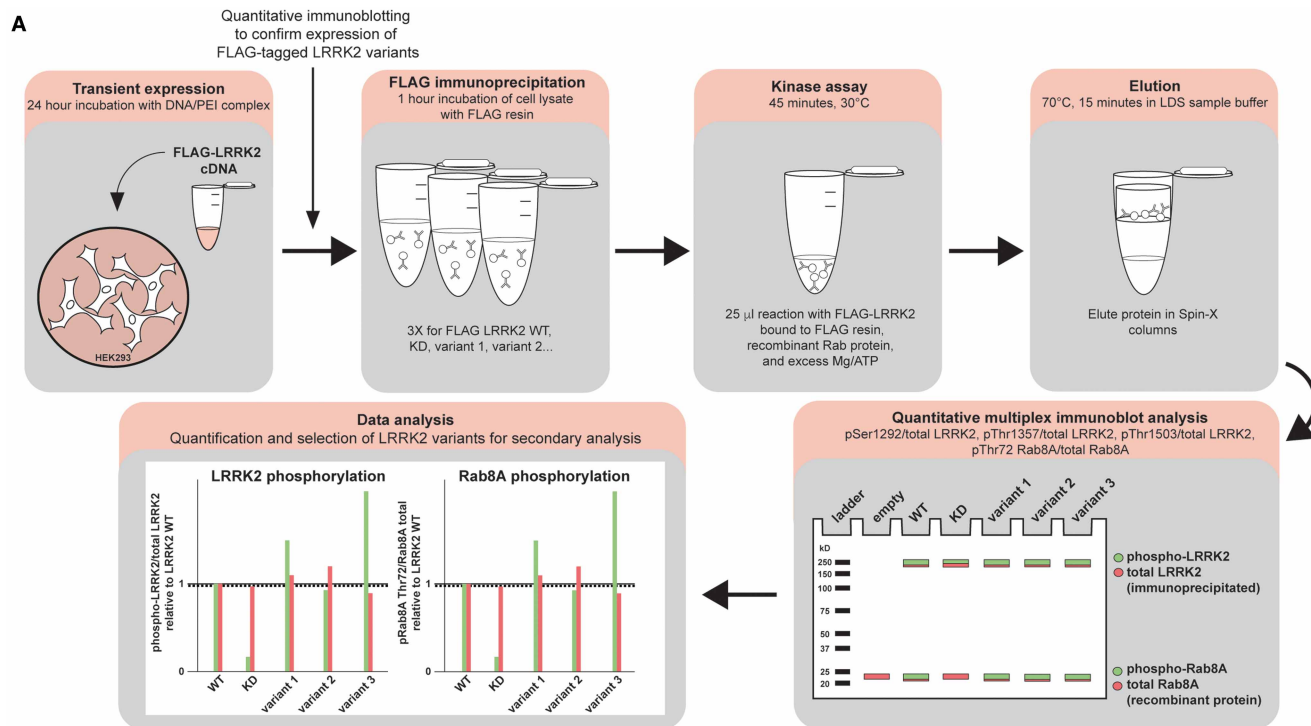 A
Quantitative immunoblotting
to confirm expression of
FLAG-tagged LRRK2 variants
Transient expression
24 hour incubation with DNA/PEI complex
FLAG-LRRK2
cDNA
HEK293
FLAG immunoprecipitation
1 hour incubation of cell lysate
with FLAG resin
3X for FLAG LRRK2 WT,
KD, variant 1, variant 2...
Kinase assay
45 minutes, 30°C
25 µl reaction with FLAG-LRRK2
bound to FLAG resin,
recombinant Rab protein,
and excess Mg/ATP
Elution
70°C, 15 minutes in LDS sample buffer
Elute protein in Spin-X
columns
Quantitative multiplex immunoblot analysis
pSer1292/total LRRK2, pThr1357/total LRRK2, pThr1503/total LRRK2,
pThr72 Rab8A/total Rab8A
ladder
empty
WT
KD
variant 1
variant 2
variant 3
kD
250
150
100
75
50
37
25
20
phospho-LRRK2
total LRRK2
(immunoprecipitated)
phospho-Rab8A
total Rab8A
(recombinant protein)
Data analysis
Quantification and selection of LRRK2 variants for secondary analysis
LRRK2 phosphorylation
phospho-LRRK2/total LRRK2
relative to LRRK2 WT
1
0
WT
KD
variant 1
variant 2
variant 3
Rab8A phosphorylation
pRab8A Thr72/Rab8A total
relative to LRRK2 WT
1
0
WT
KD
variant 1
variant 2
variant 3